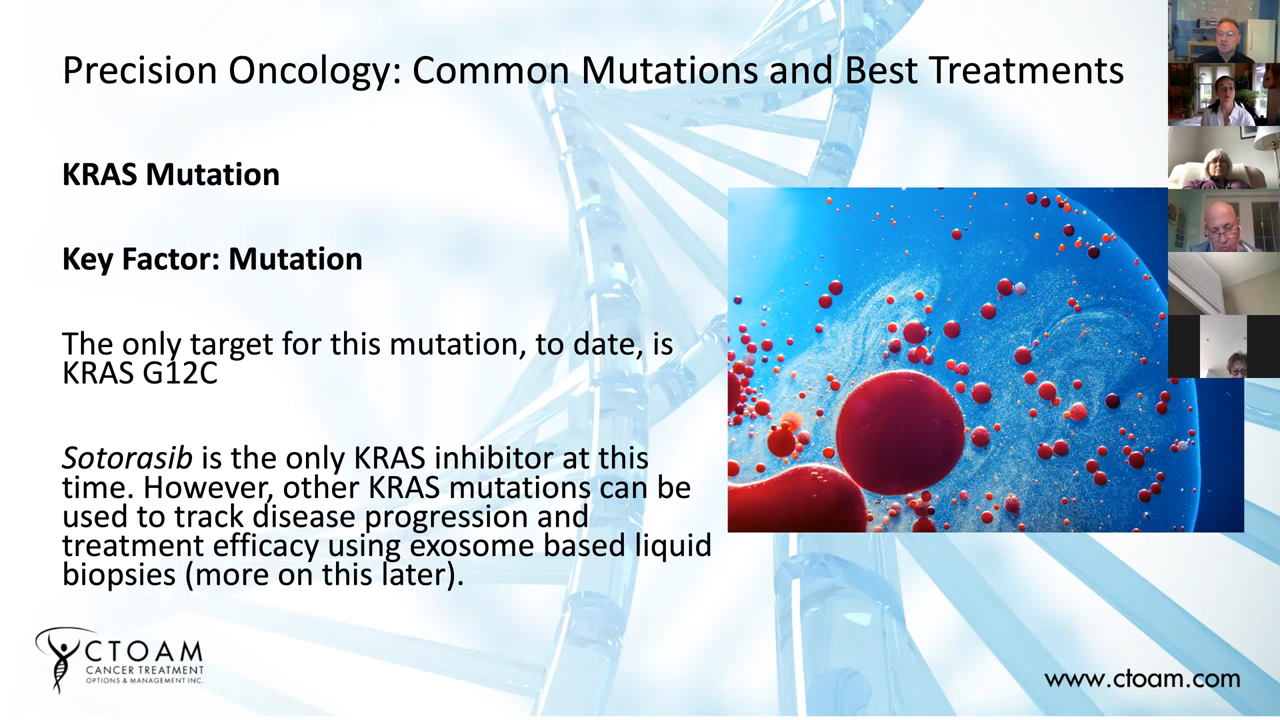 Precision Oncology: Common Mutations and Best Treatments
KRAS Mutation
Key Factor: Mutation
The only target for this mutation, to date, is
KRAS G12C
Sotorasib is the only KRAS inhibitor at this
time. However, other KRAS mutations can be
used to track disease progression and
treatment efficacy using exosome based liquid
biopsies (more on this later).
CTOAM
CANCER TREATMENT
OPTIONS & MANAGEMENT INC.
www.ctoam.com